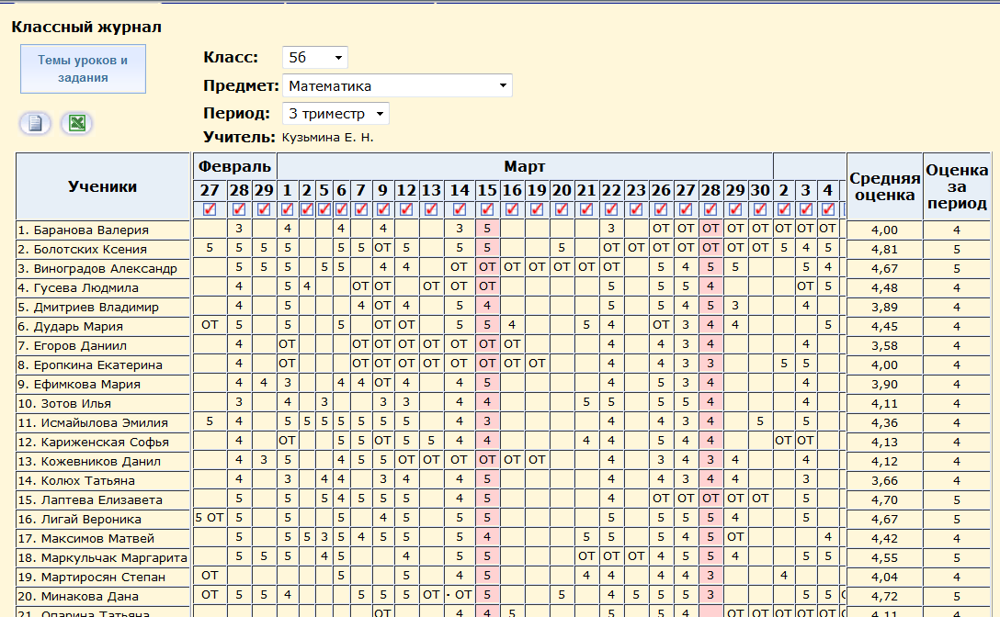 Классный журнал
Темы уроков и
задания
Класс: 5б
Предмет: Математика
Период: 3 триместр
Учитель: Кузьмина Е. Н.
Ученики Февраль Март Средняя оценка Оценка за период
27 28 29 1 2 5 6 7 9 12 13 14 15 16 19 20 21 22 23 26 27 28 29 30 2 3 4
1. Баранова Валерия 3 4 4 4 3 5 3 ОТ ОТ ОТ ОТ ОТ ОТ ОТ ОТ 4,00 4
2. Болотских Ксения 5 5 5 5 5 5 ОТ 5 5 5 5 ОТ ОТ ОТ ОТ ОТ ОТ ОТ 5 4 5 4,81 5
3. Виноградов Александр 5 5 5 5 5 4 4 ОТ ОТ ОТ ОТ ОТ ОТ ОТ 5 4 5 5 5 4 4,67 5
4. Гусева Людмила 4 5 4 ОТ ОТ ОТ ОТ ОТ 5 5 5 4 ОТ 5 4,48 4
5. Дмитриев Владимир 4 5 4 ОТ 4 5 4 5 5 4 5 3 4 3,89 4
6. Дударь Мария ОТ 5 5 5 ОТ ОТ 5 5 4 5 4 ОТ 3 4 4 5 4,45 4
7. Егоров Даниил 4 ОТ ОТ ОТ ОТ ОТ ОТ ОТ ОТ 4 4 3 4 4 3,58 4
8. Еропкина Екатерина 4 ОТ ОТ ОТ ОТ ОТ ОТ ОТ ОТ ОТ 4 4 3 3 5 5 4,00 4
9. Ефимкова Мария 4 4 3 4 4 ОТ 4 4 5 4 5 3 4 4 3,90 4
10. Зотов Илья 3 4 3 3 3 4 4 5 5 5 5 4 4 4,11 4
11. Исмайылова Эмилия 5 4 5 5 5 5 5 5 5 4 3 4 4 3 4 5 5 4,36 4
12. Кариженская Софья 4 ОТ 5 5 ОТ 5 5 4 4 4 4 5 4 4 ОТ ОТ 4,13 4
13. Кожевников Данил 4 3 5 4 5 5 ОТ ОТ ОТ ОТ ОТ ОТ 4 3 4 3 4 4 4,12 4
14. Колюх Татьяна 4 3 4 4 3 4 4 5 4 4 3 4 4 3 3,66 4
15. Лаптева Елизавета 5 5 5 4 5 5 5 4 5 4 ОТ ОТ ОТ ОТ ОТ 5 4,70 5
16. Лигай Вероника 5 ОТ 5 5 5 4 5 5 5 5 5 5 5 4 5 4,67 5
17. Максимов Матвей 5 5 5 3 5 4 5 5 5 4 5 5 5 4 5 ОТ 4 4,42 4
18. Маркульчак Маргарита 5 5 5 4 5 4 5 5 ОТ ОТ ОТ 4 5 5 4 5 5 4,55 5
19. Мартиросян Степан ОТ 5 5 4 5 4 4 4 4 3 4 4,04 4
20. Минакова Дана ОТ 5 5 4 5 5 5 ОТ · ОТ 5 5 4 5 5 5 3 3 5 5 4,72 5
21. Опарина Татьяна ОТ 4 4 5 5 5 4 ОТ ОТ ОТ ОТ ОТ 4,11 4